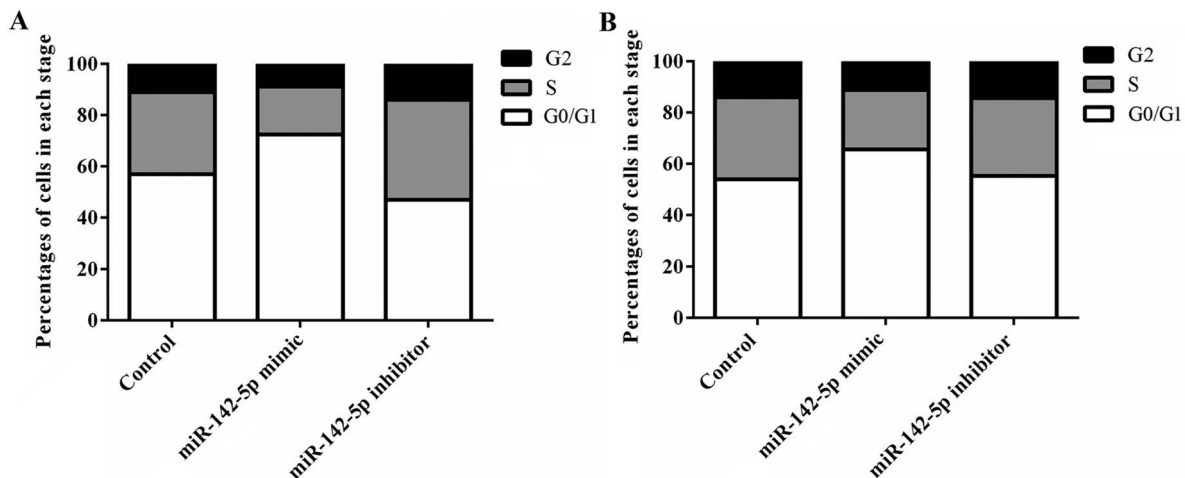 A
Percentages of cells in each stage
100
80
60
40
20
0
Control
miR-142-5p mimic
miR-142-5p inhibitor
G2
S
G0/G1
B
Percentages of cells in each stage
100
80
60
40
20
0
Control
miR-142-5p mimic
miR-142-5p inhibitor
G2
S
G0/G1